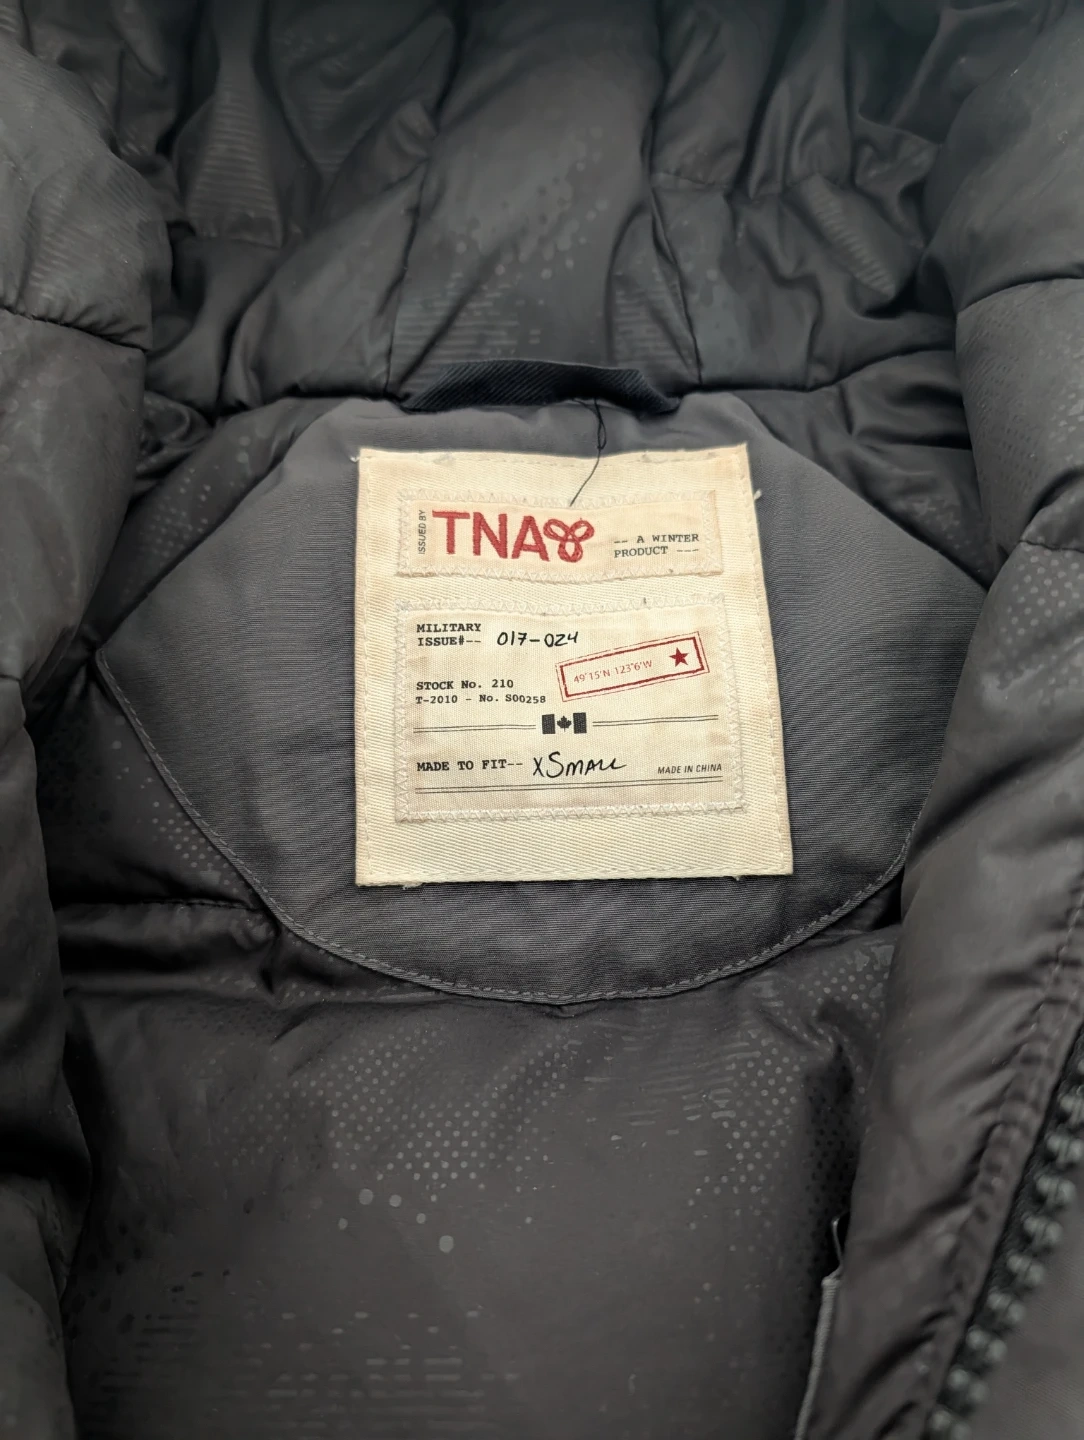 ISSUED BY
TNA
-- A WINTER
PRODUCT ---
MILITARY
ISSUE#-- 017-024
49°15'N 123°6'W
STOCK No. 210
T-2010 - No. S00258
MADE TO FIT-- XSMALL
MADE IN CHINA